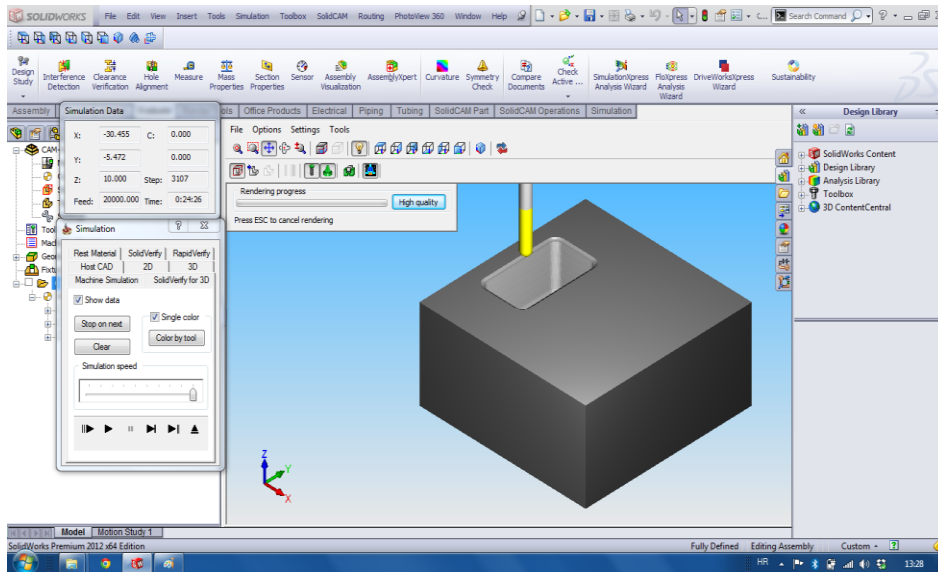 SOLIDWORKS File Edit View Insert Tools Simulation Toolbox SolidCAM Routing PhotoView 360 Window Help C... Search Command
Design Study
Interference Detection
Clearance Verification
Hole Alignment
Measure
Mass Properties
Section Properties
Sensor
Assembly Visualization
AssemblyXpert
Curvature
Symmetry Check
Compare Documents
Check Active ...
SimulationXpress Analysis Wizard
FloXpress Analysis Wizard
DriveWorksXpress Wizard
Sustainability
Assembly Office Products Electrical Piping Tubing SolidCAM Part SolidCAM Operations Simulation
Simulation Data
X: -30.455 C: 0.000
Y: -5.472 0.000
Z: 10.000 Step: 3107
Feed: 20000.000 Time: 0:24:26
File Options Settings Tools
Rendering progress
High quality
Press ESC to cancel rendering
CAM
Tool
Mac
Geo
Fixtu
Simulation
Rest Material SolidVerify RapidVerify
Host CAD 2D 3D
Machine Simulation SolidVerify for 3D
Show data
Stop on next
Single color
Clear
Color by tool
Simulation speed
Z
Y
X
Design Library
SolidWorks Content
Design Library
Analysis Library
Toolbox
3D ContentCentral
Model Motion Study 1
SolidWorks Premium 2012 x64 Edition Fully Defined Editing Assembly Custom
HR 13:28